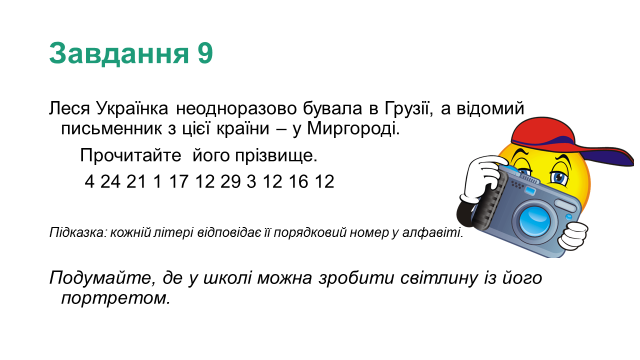 Завдання 9
Леся Українка неодноразово бувала в Грузії, а відомий
письменник з цієї країни – у Миргороді.
Прочитайте його прізвище.
4 24 21 1 17 12 29 3 12 16 12
Підказка: кожній літері відповідає її порядковий номер у алфавіті.
Подумайте, де у школі можна зробити світлину із його
портретом.